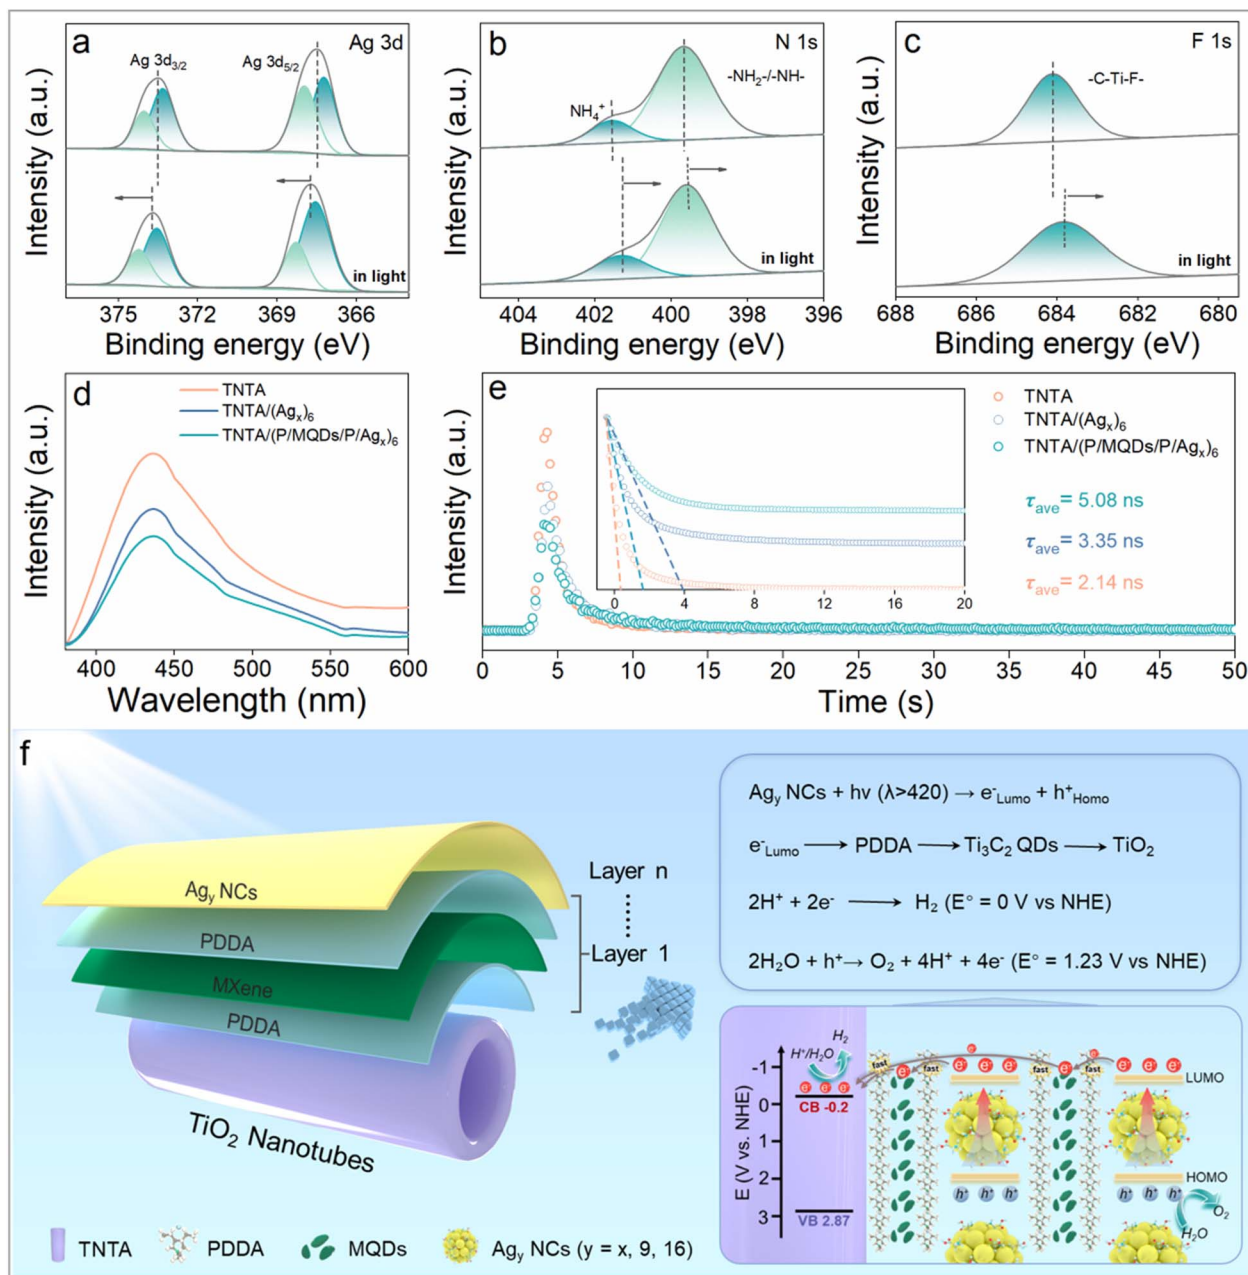 a
Ag 3d
Ag 3d3/2
Ag 3d5/2
in light
Intensity (a.u.)
375 372 369 366
Binding energy (eV)
b
N 1s
-NH2-/-NH-
NH4+
in light
Intensity (a.u.)
404 402 400 398 396
Binding energy (eV)
c
F 1s
-C-Ti-F-
in light
Intensity (a.u.)
688 686 684 682 680
Binding energy (eV)
d
TNTA
TNTA/(Agx)6
TNTA/(P/MQDs/P/Agx)6
Intensity (a.u.)
400 450 500 550 600
Wavelength (nm)
e
TNTA
TNTA/(Agx)6
TNTA/(P/MQDs/P/Agx)6
τave= 5.08 ns
τave= 3.35 ns
τave= 2.14 ns
0 4 8 12 16 20
Intensity (a.u.)
0 5 10 15 20 25 30 35 40 45 50
Time (s)
f
Agy NCs
PDDA
MXene
PDDA
TiO2 Nanotubes
Layer n
Layer 1
Agy NCs + hv (λ>420) → e-Lumo + h+Homo
e-Lumo → PDDA → Ti3C2 QDs → TiO2
2H+ + 2e- → H2 (E° = 0 V vs NHE)
2H2O + h+ → O2 + 4H+ + 4e- (E° = 1.23 V vs NHE)
E (V vs. NHE)
-1
0
1
2
3
H+/H2O
H2
e- e- e-
CB -0.2
VB 2.87
fast
e-
fast
e-
e- e- e-
fast
e-
fast
e-
e- e- e-
LUMO
HOMO
h+ h+ h+
h+ h+ h+
O2
H2O
TNTA
PDDA
MQDs
Agy NCs (y = x, 9, 16)